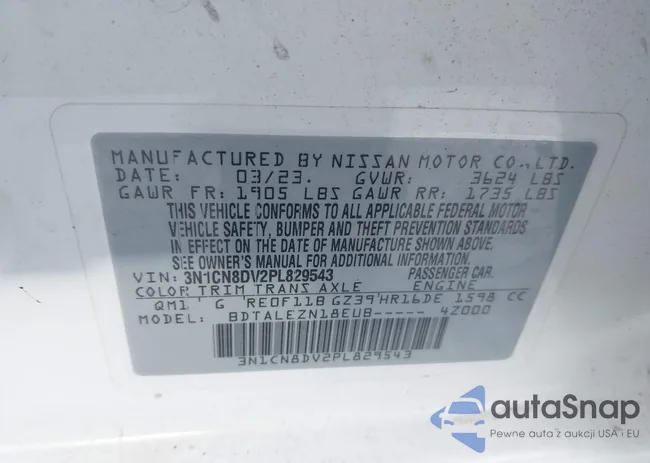 MANUFACTURED BY NISSAN MOTOR CO., LTD.
DATE: 03/23. GVWR: 3624 LBS
GAWR FR: 1905 LBS GAWR RR: 1735 LBS
THIS VEHICLE CONFORMS TO ALL APPLICABLE FEDERAL MOTOR
VEHICLE SAFETY, BUMPER AND THEFT PREVENTION STANDARDS
IN EFFECT ON THE DATE OF MANUFACTURE SHOWN ABOVE.
SEE OWNER'S MANUAL FOR ADDITIONAL INFORMATION
VIN: 3N1CN8DV2PL829543 PASSENGER CAR.
COLOR TRIM TRANS AXLE ENGINE
QM1 G RE0F11B GZ39 HR16DE 1598 CC
MODEL: BDTALEZN18EUB- 4Z000
3N1CN8DV2PL829543
autaSnap
Pewne auta z aukcji USA i EU